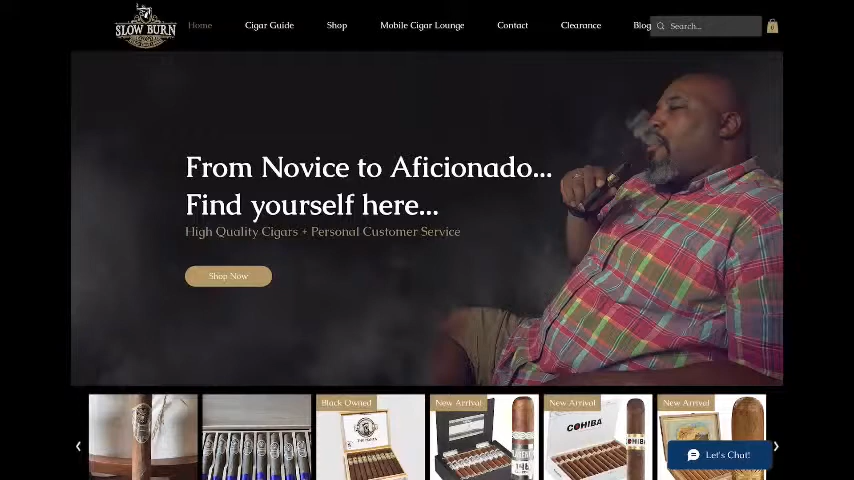 SLOW BURN
Home
Cigar Guide
Shop
Mobile Cigar Lounge
Contact
Clearance
Blog
Search...
From Novice to Aficionado...
Find yourself here...
High Quality Cigars + Personal Customer Service
Shop Now
Black Owned
New Arrival
New Arrival
New Arrival
COHIBA
Let's Chat!